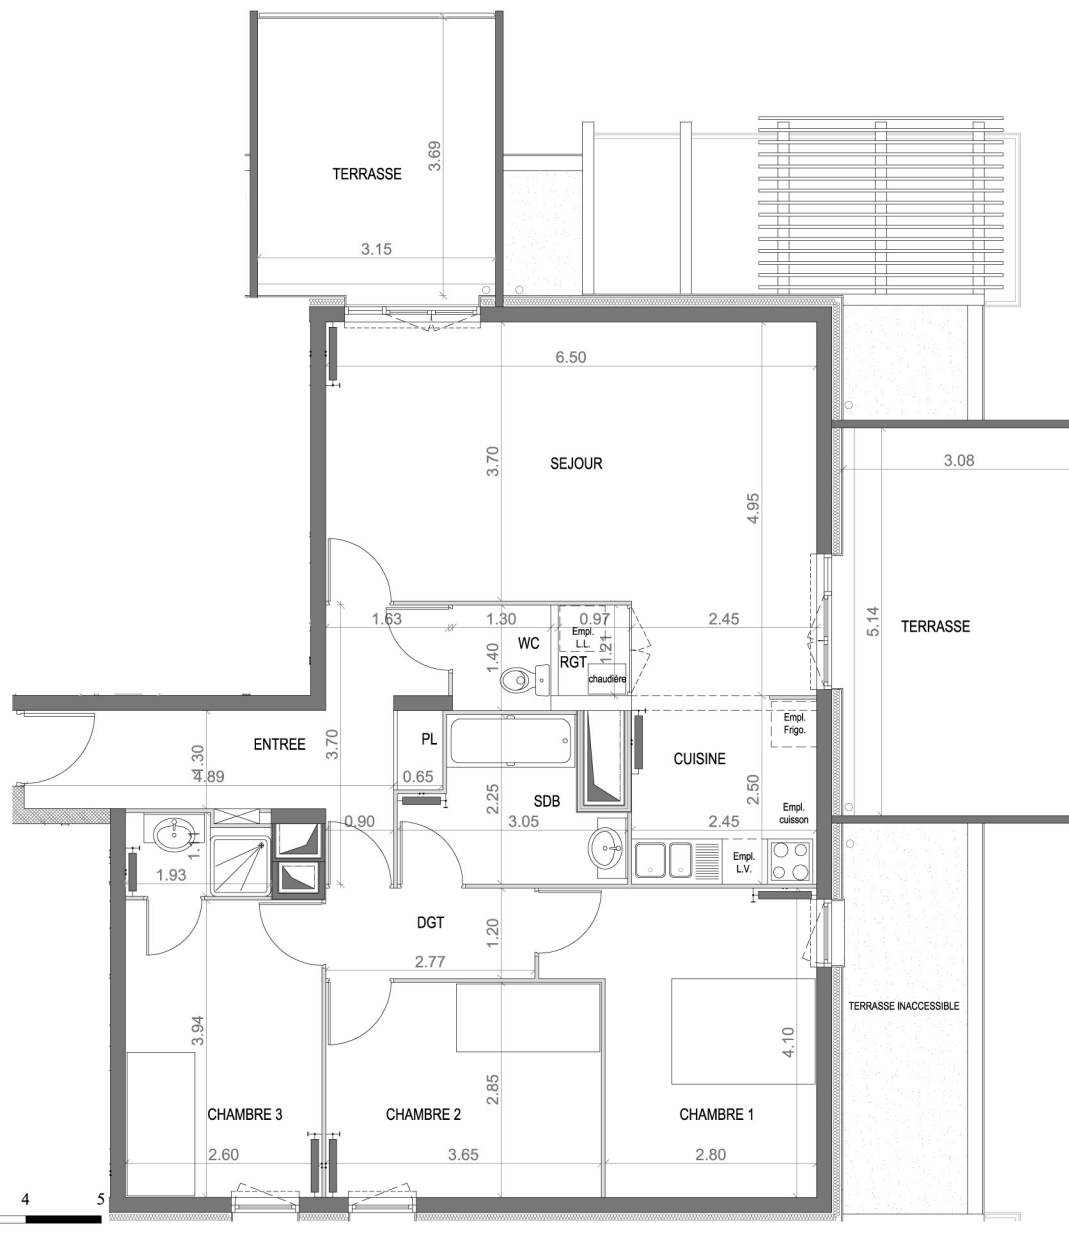 TERRASSE
3.69
3.15
6.50
3.70
SEJOUR
4.95
3.08
5.14
TERRASSE
1.63
1.30
0.97
2.45
Empl.
L.L.
WC
RGT
1.40
1.21
chaudière
ENTREE
3.70
PL
Empl.
Frigo.
CUISINE
1.30
4.89
0.65
2.25
SDB
2.50
Empl.
cuisson
0.90
3.05
2.45
1.11
1.93
Empl.
L.V.
DGT
1.20
2.77
TERRASSE INACCESSIBLE
3.94
4.10
2.85
CHAMBRE 3
CHAMBRE 2
CHAMBRE 1
2.60
3.65
2.80
4
5